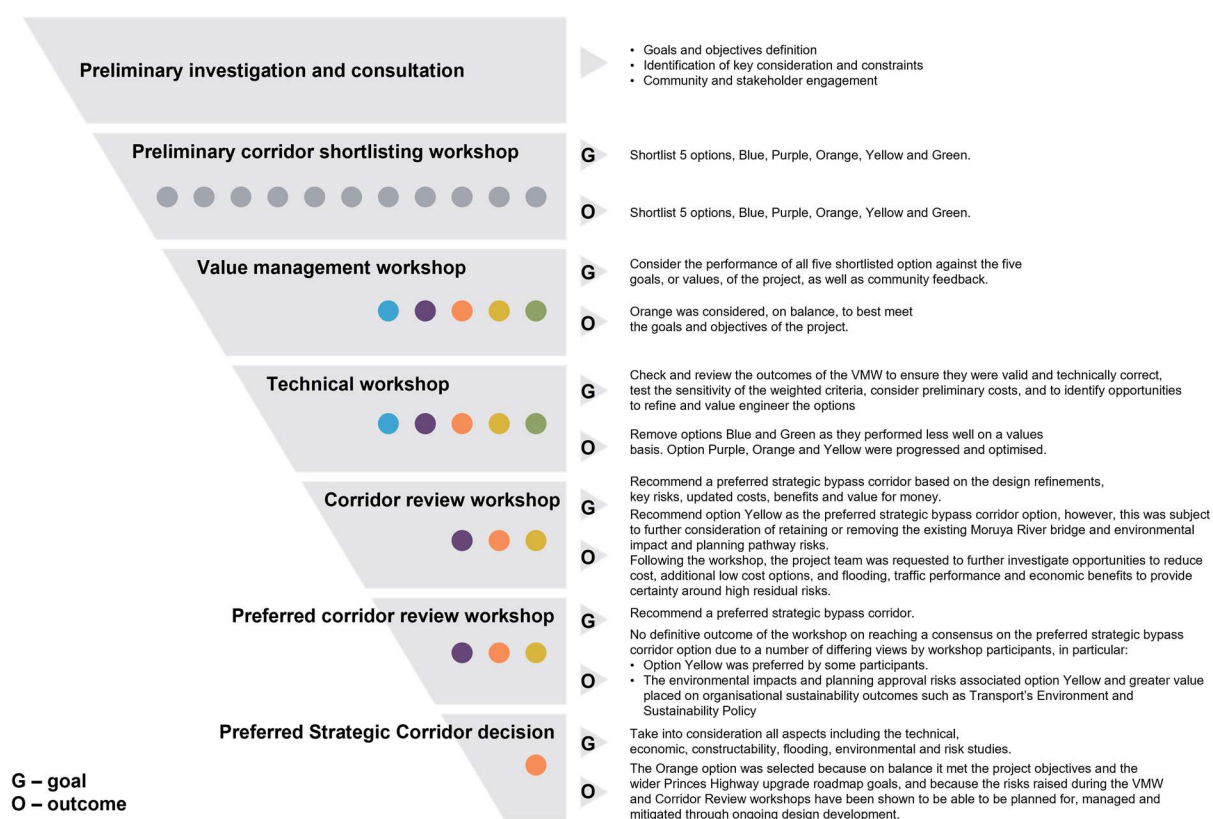 Preliminary investigation and consultation
• Goals and objectives definition
• Identification of key consideration and constraints
• Community and stakeholder engagement
Preliminary corridor shortlisting workshop
G
Shortlist 5 options, Blue, Purple, Orange, Yellow and Green.
O
Shortlist 5 options, Blue, Purple, Orange, Yellow and Green.
Value management workshop
G
Consider the performance of all five shortlisted option against the five
goals, or values, of the project, as well as community feedback.
O
Orange was considered, on balance, to best meet
the goals and objectives of the project.
Technical workshop
G
Check and review the outcomes of the VMW to ensure they were valid and technically correct,
test the sensitivity of the weighted criteria, consider preliminary costs, and to identify opportunities
to refine and value engineer the options
O
Remove options Blue and Green as they performed less well on a values
basis. Option Purple, Orange and Yellow were progressed and optimised.
Corridor review workshop
G
Recommend a preferred strategic bypass corridor based on the design refinements,
key risks, updated costs, benefits and value for money.
O
Recommend option Yellow as the preferred strategic bypass corridor option, however, this was subject
to further consideration of retaining or removing the existing Moruya River bridge and environmental
impact and planning pathway risks.
Following the workshop, the project team was requested to further investigate opportunities to reduce
cost, additional low cost options, and flooding, traffic performance and economic benefits to provide
certainty around high residual risks.
Preferred corridor review workshop
G
Recommend a preferred strategic bypass corridor.
O
No definitive outcome of the workshop on reaching a consensus on the preferred strategic bypass
corridor option due to a number of differing views by workshop participants, in particular:
• Option Yellow was preferred by some participants.
• The environmental impacts and planning approval risks associated option Yellow and greater value
placed on organisational sustainability outcomes such as Transport's Environment and
Sustainability Policy
Preferred Strategic Corridor decision
G
Take into consideration all aspects including the technical,
economic, constructability, flooding, environmental and risk studies.
O
The Orange option was selected because on balance it met the project objectives and the
wider Princes Highway upgrade roadmap goals, and because the risks raised during the VMW
and Corridor Review workshops have been shown to be able to be planned for, managed and
mitigated through ongoing design development.
G – goal
O – outcome